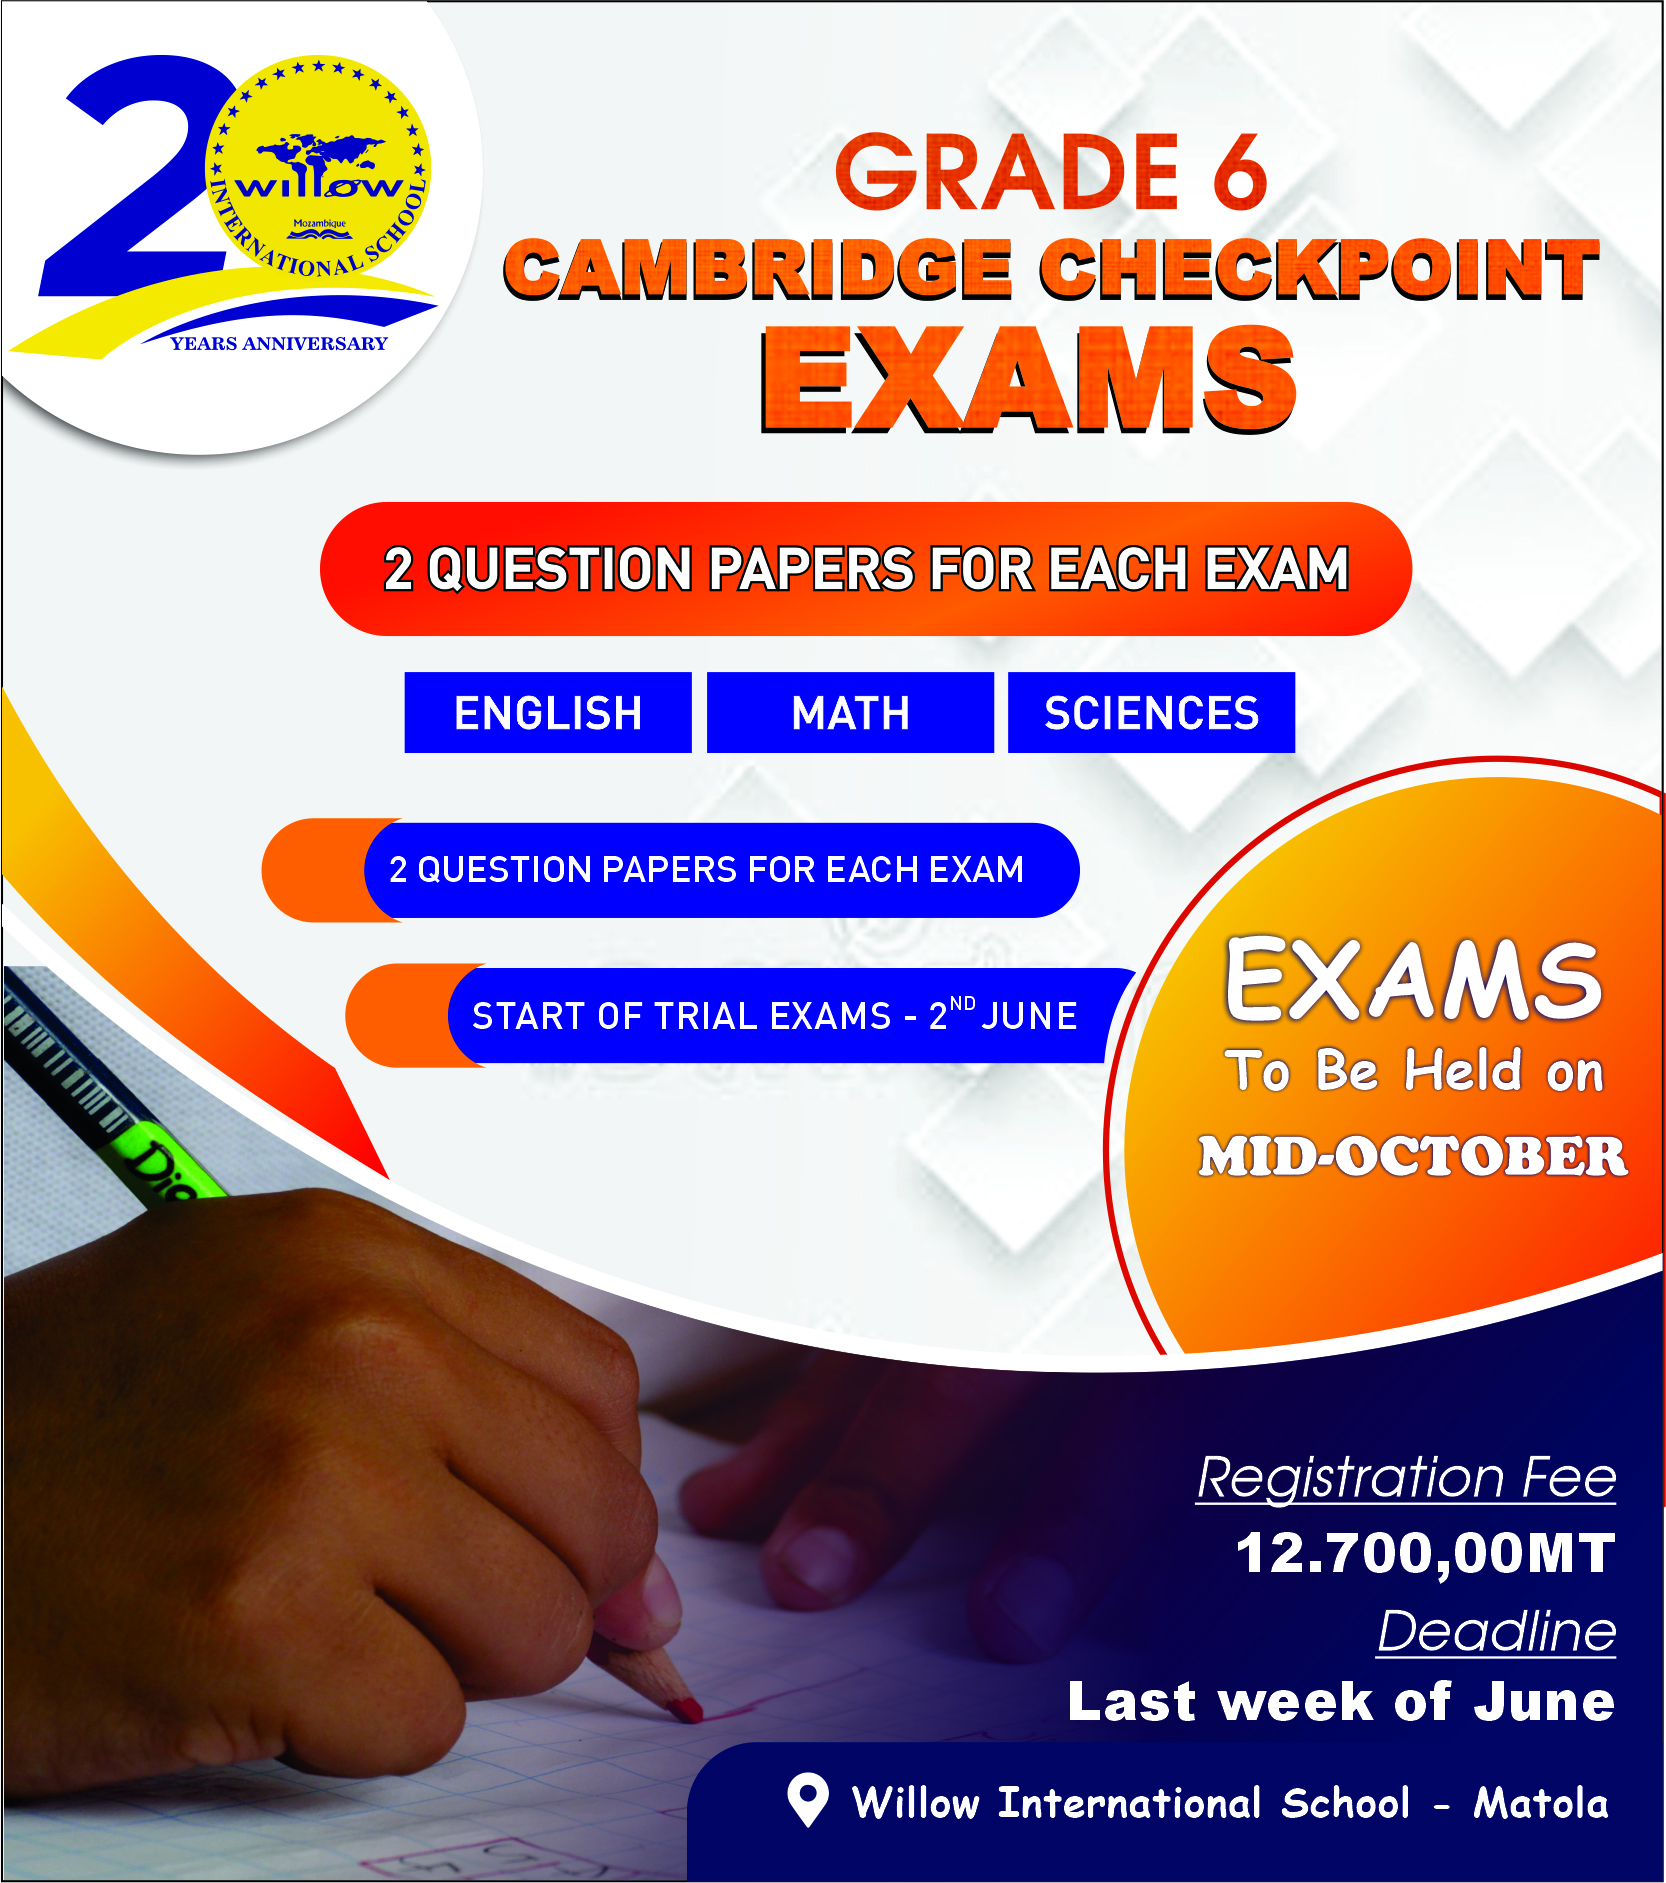 20
willow
Mozambique
INTERNATIONAL SCHOOL
YEARS ANNIVERSARY
GRADE 6
CAMBRIDGE CHECKPOINT
EXAMS
2 QUESTION PAPERS FOR EACH EXAM
ENGLISH
MATH
SCIENCES
2 QUESTION PAPERS FOR EACH EXAM
START OF TRIAL EXAMS - 2ND JUNE
EXAMS
To Be Held on
MID-OCTOBER
Registration Fee
12.700,00MT
Deadline
Last week of June
Willow International School - Matola